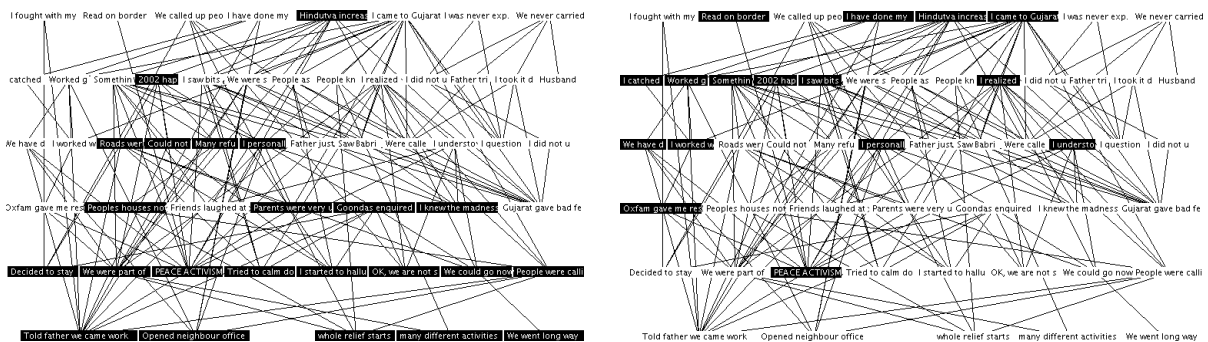 I fought with my Read on border We called up peo I have done my Hindutva increas I came to Gujarat I was never exp. We never carried
catched Worked g Somethin 2002 hap I saw bits We were s People as People kn I realized I did not u Father tri I took it d Husband
We have d I worked w Roads wer Could not Many refu I personall Father just Saw Babri Were calle I understo I question I did not u
Oxfam gave me res Peoples houses not Friends laughed at Parents were very u Goondas enquired I knew the madness Gujarat gave bad fe
Decided to stay We were part of PEACE ACTIVISM Tried to calm do I started to hallu OK, we are not s We could go now People were calli
Told father we came work Opened neighbour office whole relief starts many different activities We went long way
I fought with my Read on border We called up peo I have done my Hindutva increas I came to Gujarat I was never exp. We never carried
I catched Worked g Somethin 2002 hap I saw bits We were s People as People kn I realized I did not u Father tri I took it d Husband
We have d I worked w Roads wer Could not Many refu I personall Father just Saw Babri Were calle I understo I question I did not u
Oxfam gave me res Peoples houses not Friends laughed at Parents were very u Goondas enquired I knew the madness Gujarat gave bad fe
Decided to stay We were part of PEACE ACTIVISM Tried to calm do I started to hallu OK, we are not s We could go now People were calli
Told father we came work Opened neighbour office whole relief starts many different activities We went long way